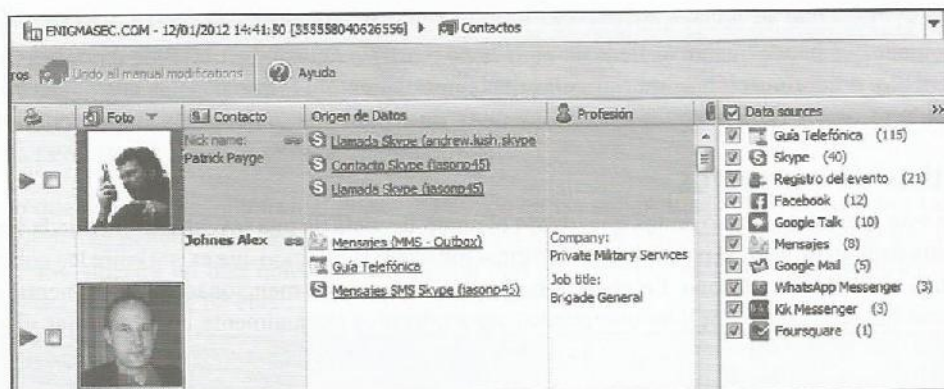 ENIGMASEC.COM - 12/01/2012 14:41:50 [355558040626556] Contactos
ros Undo all manual modifications Ayuda
Foto Contacto Origen de Datos Profesión Data sources >>
Nick name:
Patrick Payge
Llamada Skype (andrew.lush.skype
Contacto Skype (jasonp45)
Llamada Skype (jasonp45)
Johnes Alex
Mensajes (MMS - Outbox)
Guía Telefónica
Mensajes SMS Skype (jasonp45)
Company:
Private Military Services
Job title:
Brigade General
Guía Telefónica (115)
Skype (40)
Registro del evento (21)
Facebook (12)
Google Talk (10)
Mensajes (8)
Google Mail (5)
WhatsApp Messenger (3)
Kik Messenger (3)
Foursquare (1)